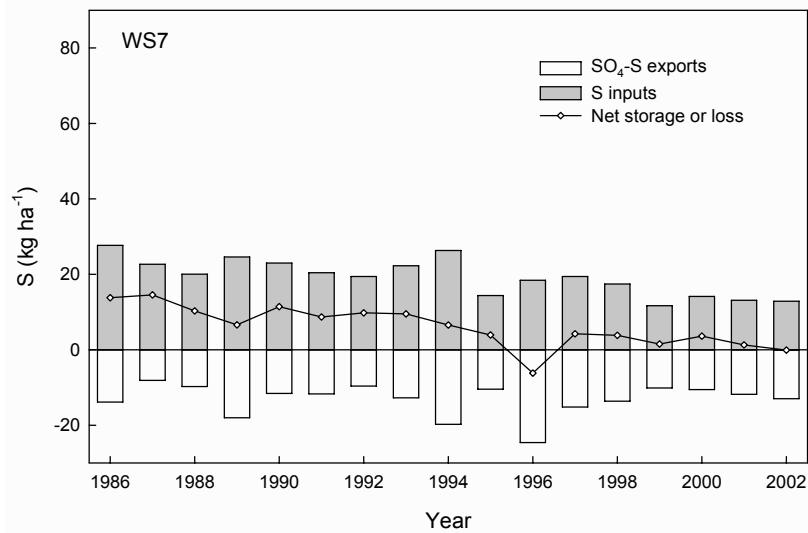 WS7
SO₄-S exports
S inputs
Net storage or loss
S (kg ha⁻¹)
80
60
40
20
0
-20
1986 1988 1990 1992 1994 1996 1998 2000 2002
Year